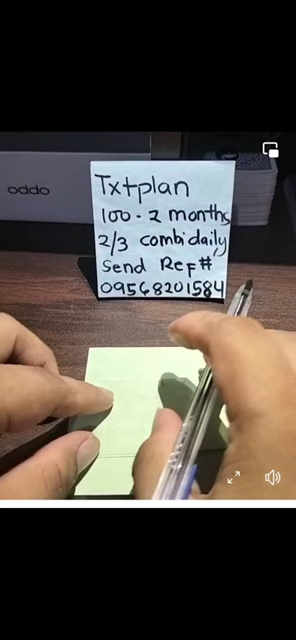 oddo
Txtplan
100 - 2 months
2/3 combi daily
Send Ref #
09568201584